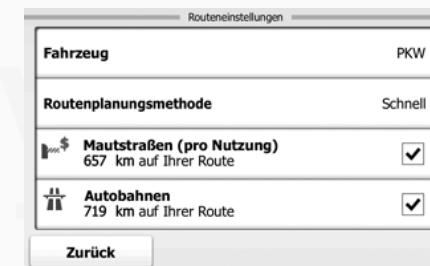 Routeneinstellungen
Fahrzeug PKW
Routenplanungsmethode Schnell
$ Mautstraßen (pro Nutzung)
657 km auf Ihrer Route
Autobahnen
719 km auf Ihrer Route
Zurück